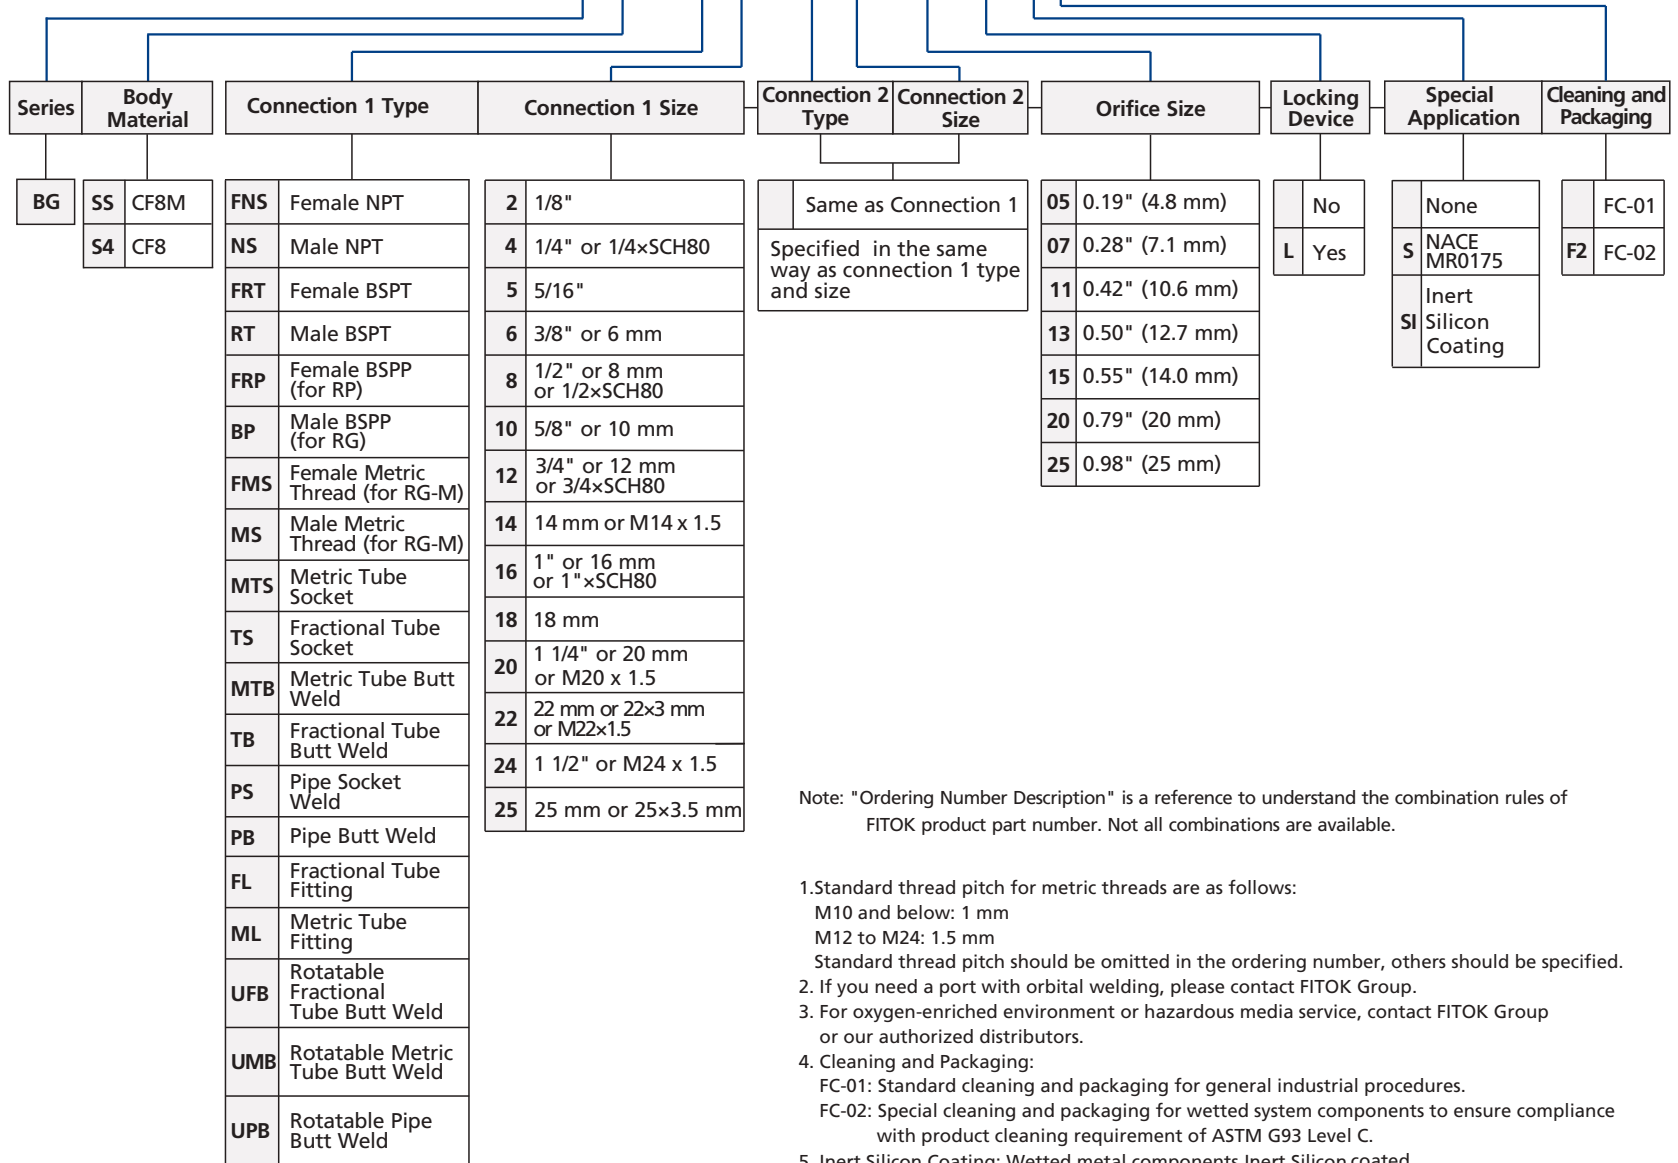 Series
Body
Material
Connection 1 Type
Connection 1 Size
Connection 2
Type
Connection 2
Size
Orifice Size
Locking
Device
Special
Application
Cleaning and
Packaging
BG
SS CF8M
S4 CF8
FNS Female NPT
NS Male NPT
FRT Female BSPT
RT Male BSPT
FRP Female BSPP
(for RP)
BP Male BSPP
(for RG)
FMS Female Metric
Thread (for RG-M)
MS Male Metric
Thread (for RG-M)
MTS Metric Tube
Socket
TS Fractional Tube
Socket
MTB Metric Tube Butt
Weld
TB Fractional Tube
Butt Weld
PS Pipe Socket
Weld
PB Pipe Butt Weld
FL Fractional Tube
Fitting
ML Metric Tube
Fitting
UFB Rotatable
Fractional
Tube Butt Weld
UMB Rotatable Metric
Tube Butt Weld
UPB Rotatable Pipe
Butt Weld
2 1/8"
4 1/4" or 1/4×SCH80
5 5/16"
6 3/8" or 6 mm
8 1/2" or 8 mm
or 1/2×SCH80
10 5/8" or 10 mm
12 3/4" or 12 mm
or 3/4×SCH80
14 14 mm or M14 x 1.5
16 1" or 16 mm
or 1"×SCH80
18 18 mm
20 1 1/4" or 20 mm
or M20 x 1.5
22 22 mm or 22×3 mm
or M22×1.5
24 1 1/2" or M24 x 1.5
25 25 mm or 25×3.5 mm
Same as Connection 1
Specified in the same
way as connection 1 type
and size
05 0.19" (4.8 mm)
07 0.28" (7.1 mm)
11 0.42" (10.6 mm)
13 0.50" (12.7 mm)
15 0.55" (14.0 mm)
20 0.79" (20 mm)
25 0.98" (25 mm)
No
L Yes
None
S NACE
MR0175
SI Inert
Silicon
Coating
FC-01
F2 FC-02
Note: "Ordering Number Description" is a reference to understand the combination rules of
FITOK product part number. Not all combinations are available.
1.Standard thread pitch for metric threads are as follows:
M10 and below: 1 mm
M12 to M24: 1.5 mm
Standard thread pitch should be omitted in the ordering number, others should be specified.
2. If you need a port with orbital welding, please contact FITOK Group.
3. For oxygen-enriched environment or hazardous media service, contact FITOK Group
or our authorized distributors.
4. Cleaning and Packaging:
FC-01: Standard cleaning and packaging for general industrial procedures.
FC-02: Special cleaning and packaging for wetted system components to ensure compliance
with product cleaning requirement of ASTM G93 Level C.
5. Inert Silicon Coating: Wetted metal components Inert Silicon coated